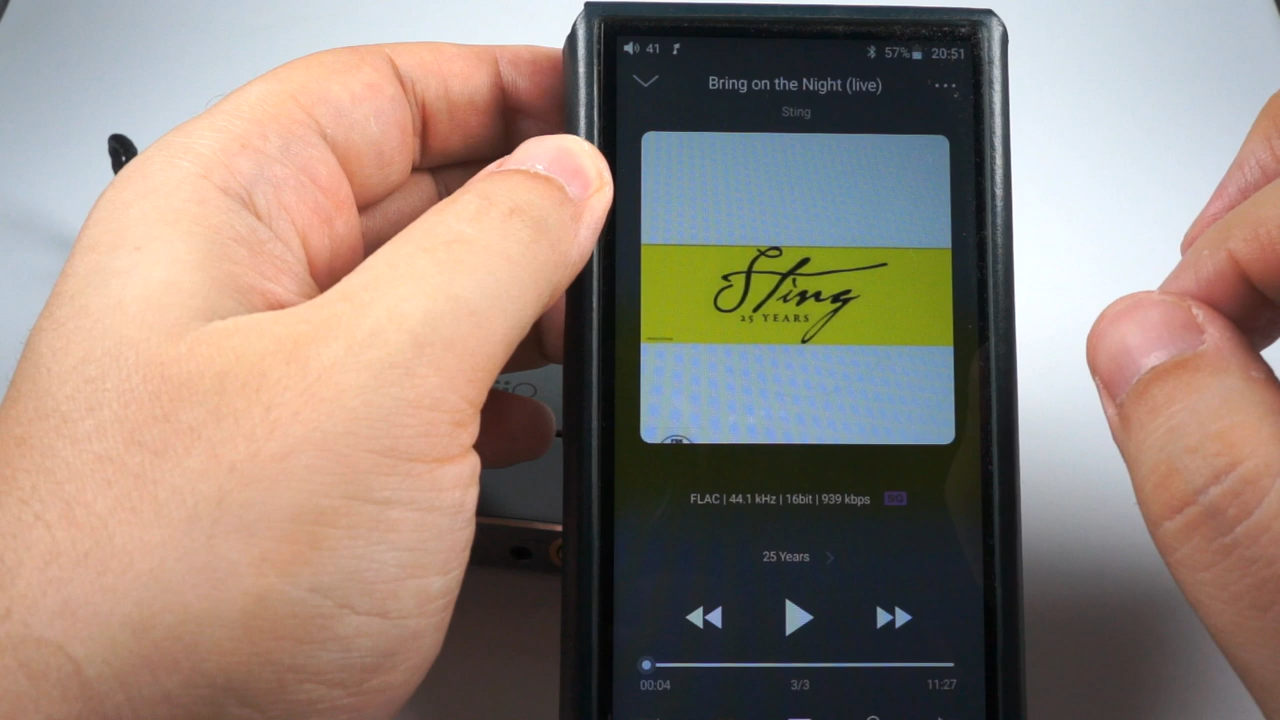 41
57% 20:51
Bring on the Night (live)
Sting
Sting
25 YEARS
FLAC | 44.1 kHz | 16bit | 939 kbps SQ
25 Years
00:04 3/3 11:27